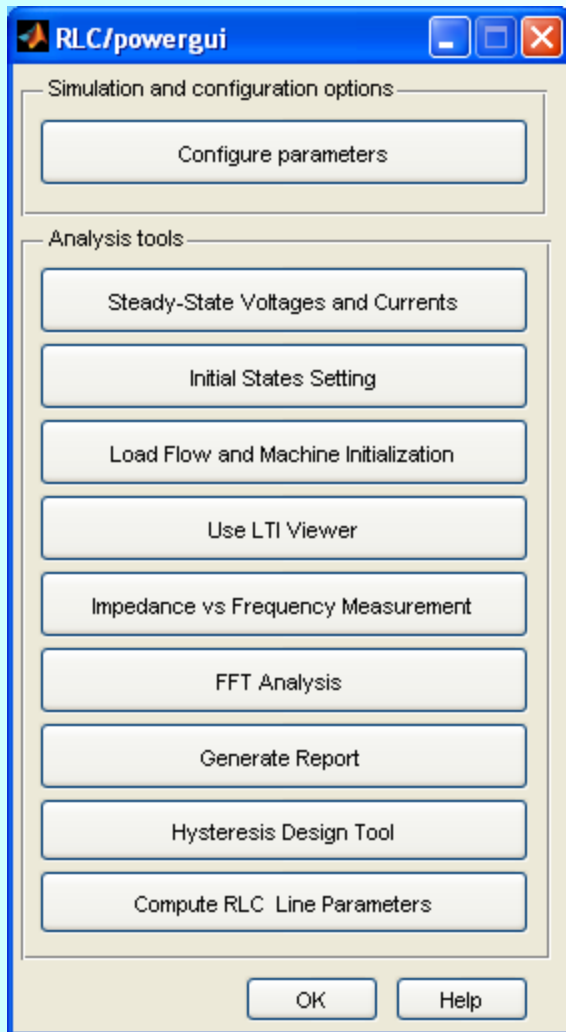 RLC/powergui
Simulation and configuration options
Configure parameters
Analysis tools
Steady-State Voltages and Currents
Initial States Setting
Load Flow and Machine Initialization
Use LTI Viewer
Impedance vs Frequency Measurement
FFT Analysis
Generate Report
Hysteresis Design Tool
Compute RLC  Line Parameters
OK Help